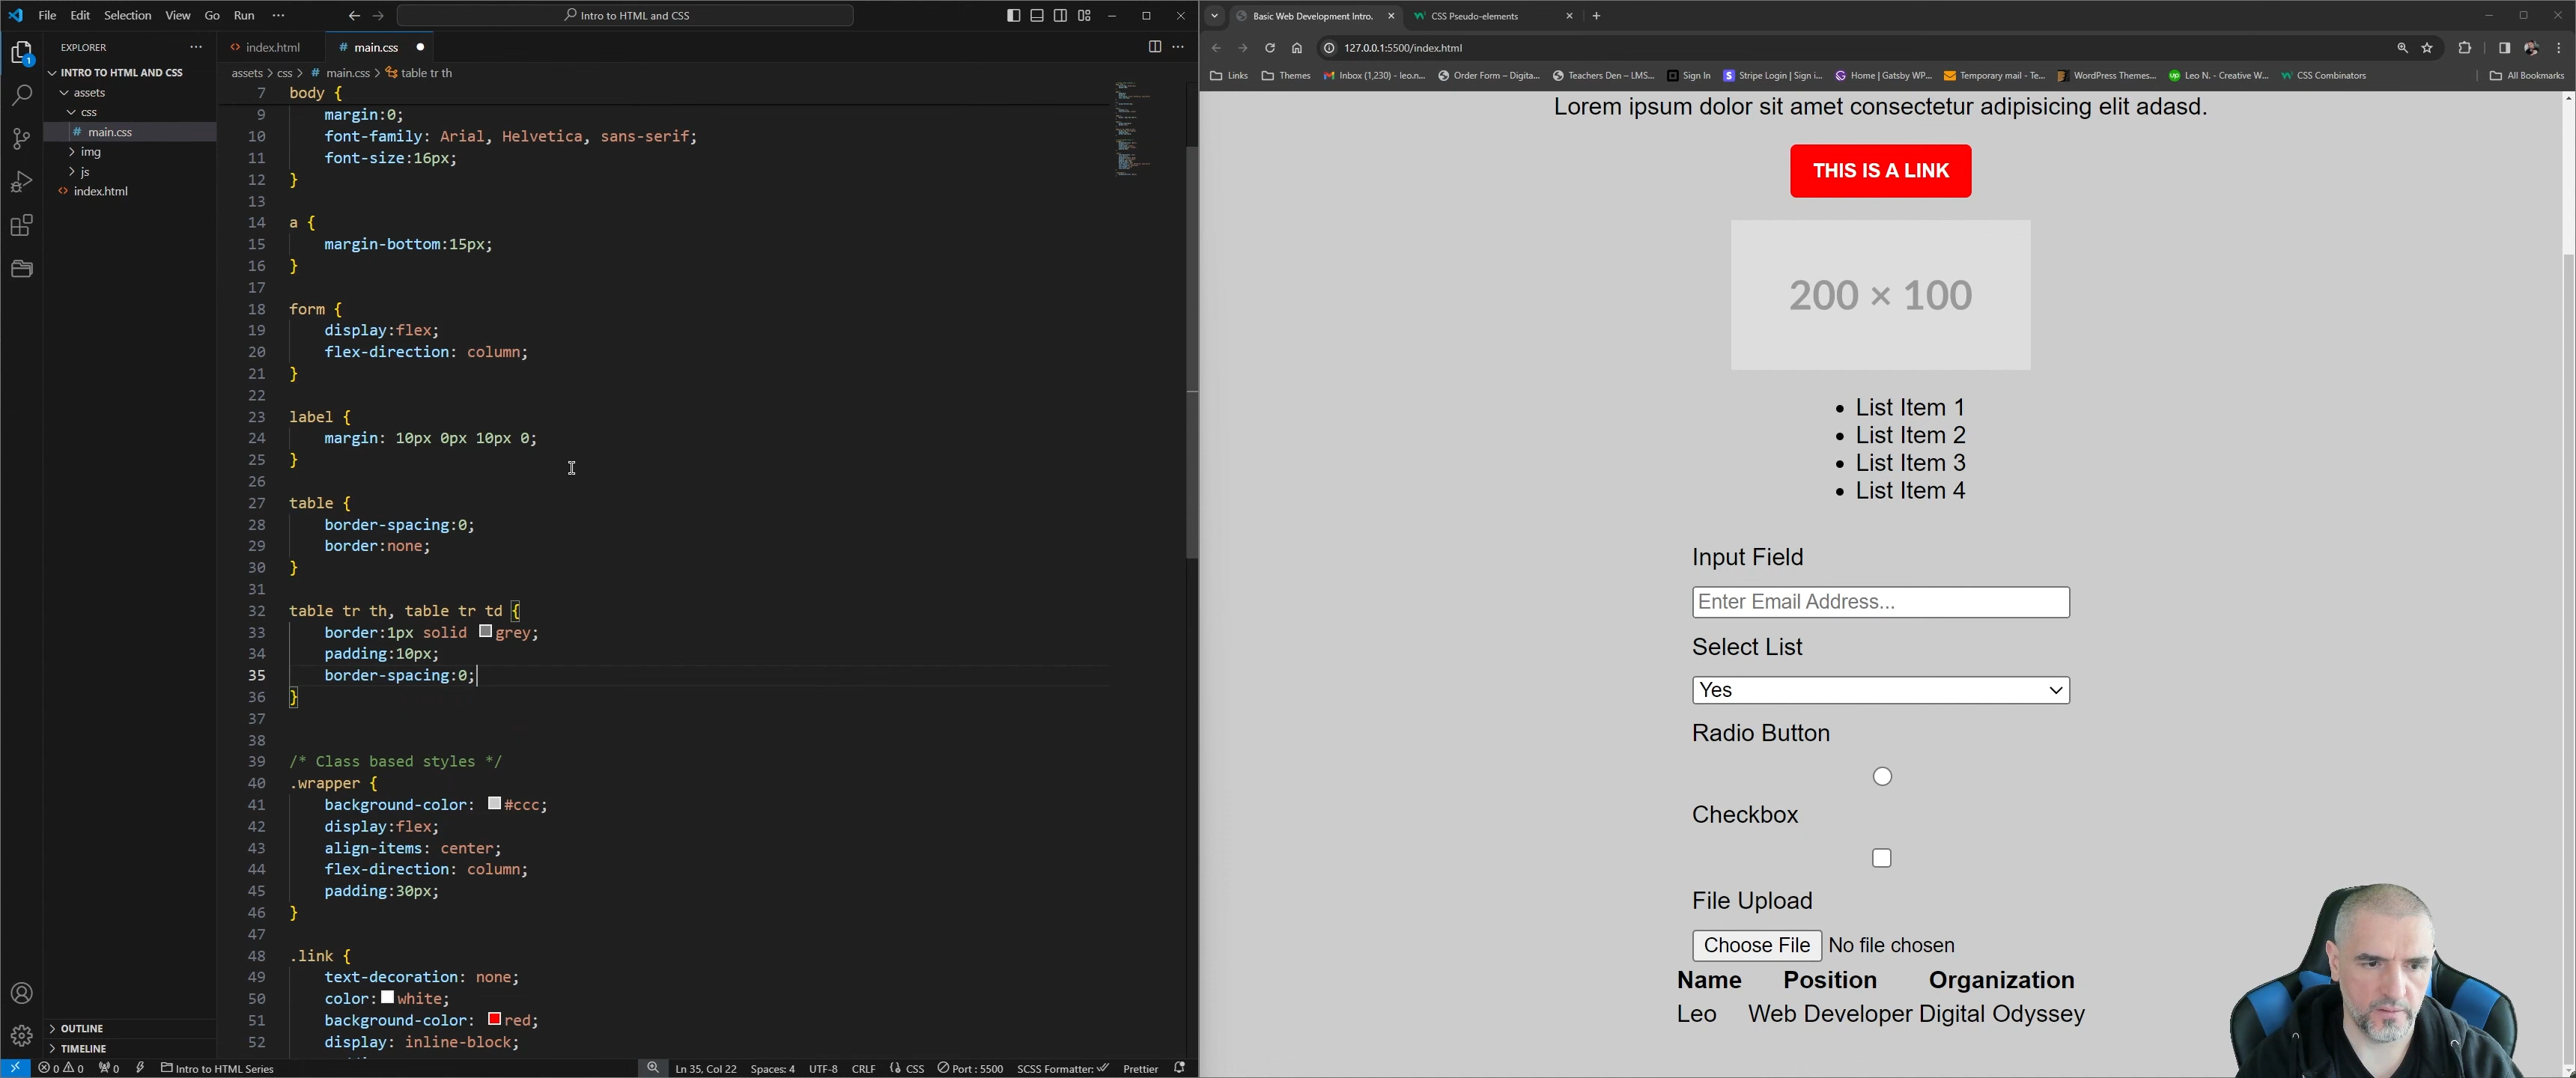 File Edit Selection View Go Run ···
Intro to HTML and CSS
EXPLORER ···
INTRO TO HTML AND CSS
assets
css
# main.css
img
js
index.html
OUTLINE
TIMELINE
index.html
# main.css
assets > css > # main.css > table tr th
7 body {
9 margin:0;
10 font-family: Arial, Helvetica, sans-serif;
11 font-size:16px;
12 }
13
14 a {
15 margin-bottom:15px;
16 }
17
18 form {
19 display:flex;
20 flex-direction: column;
21 }
22
23 label {
24 margin: 10px 0px 10px 0;
25 }
26
27 table {
28 border-spacing:0;
29 border:none;
30 }
31
32 table tr th, table tr td {
33 border:1px solid grey;
34 padding:10px;
35 border-spacing:0;
36 }
37
38
39 /* Class based styles */
40 .wrapper {
41 background-color: #ccc;
42 display:flex;
43 align-items: center;
44 flex-direction: column;
45 padding:30px;
46 }
47
48 .link {
49 text-decoration: none;
50 color: white;
51 background-color: red;
52 display: inline-block;
0 0 0 Intro to HTML Series Ln 35, Col 22 Spaces: 4 UTF-8 CRLF {} CSS Port : 5500 SCSS Formatter: Prettier
Basic Web Development Intro.
CSS Pseudo-elements
127.0.0.1:5500/index.html
Links Themes Inbox (1,230) - leo.n... Order Form – Digita... Teachers Den – LMS... Sign In Stripe Login | Sign i... Home | Gatsby WP... Temporary mail - Te... WordPress Themes... Leo N. - Creative W... CSS Combinators All Bookmarks
Lorem ipsum dolor sit amet consectetur adipisicing elit adasd.
THIS IS A LINK
200 × 100
• List Item 1
• List Item 2
• List Item 3
• List Item 4
Input Field
Enter Email Address...
Select List
Yes
Radio Button
Checkbox
File Upload
Choose File No file chosen
Name Position Organization
Leo Web Developer Digital Odyssey